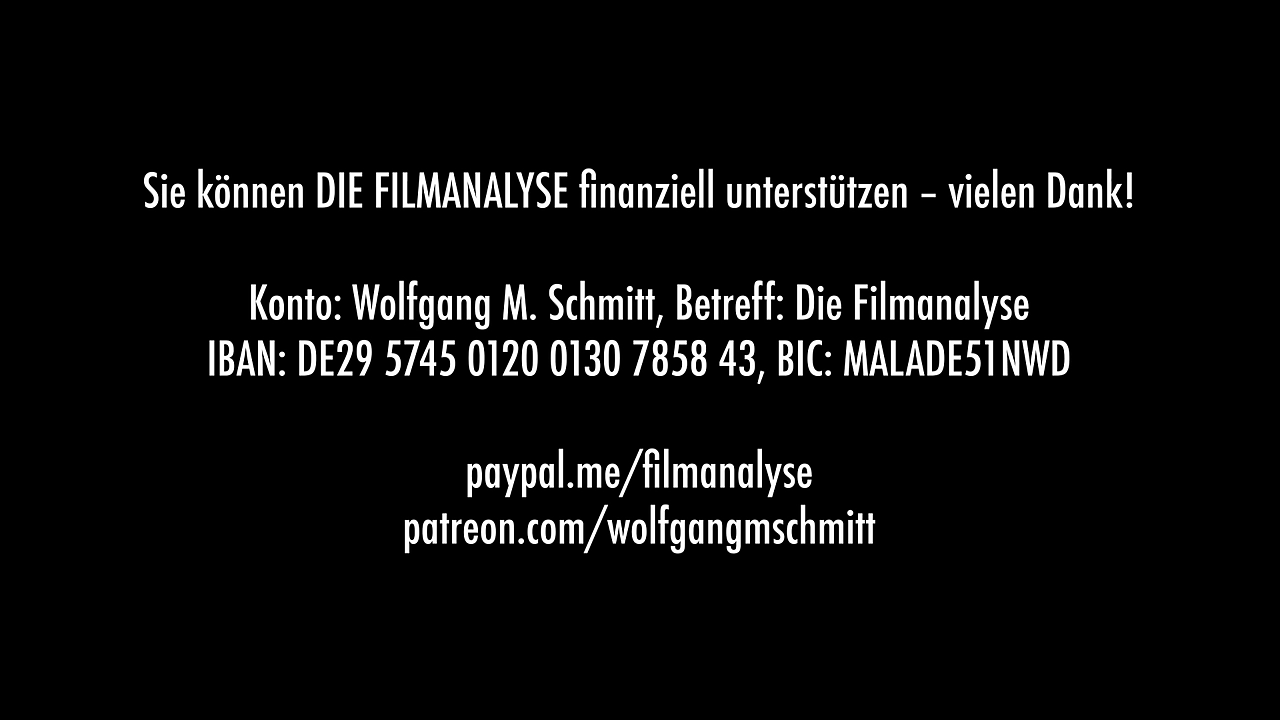 Sie können DIE FILMANALYSE finanziell unterstützen – vielen Dank!
Konto: Wolfgang M. Schmitt, Betreff: Die Filmanalyse
IBAN: DE29 5745 0120 0130 7858 43, BIC: MALADE51NWD
paypal.me/filmanalyse
patreon.com/wolfgangmschmitt